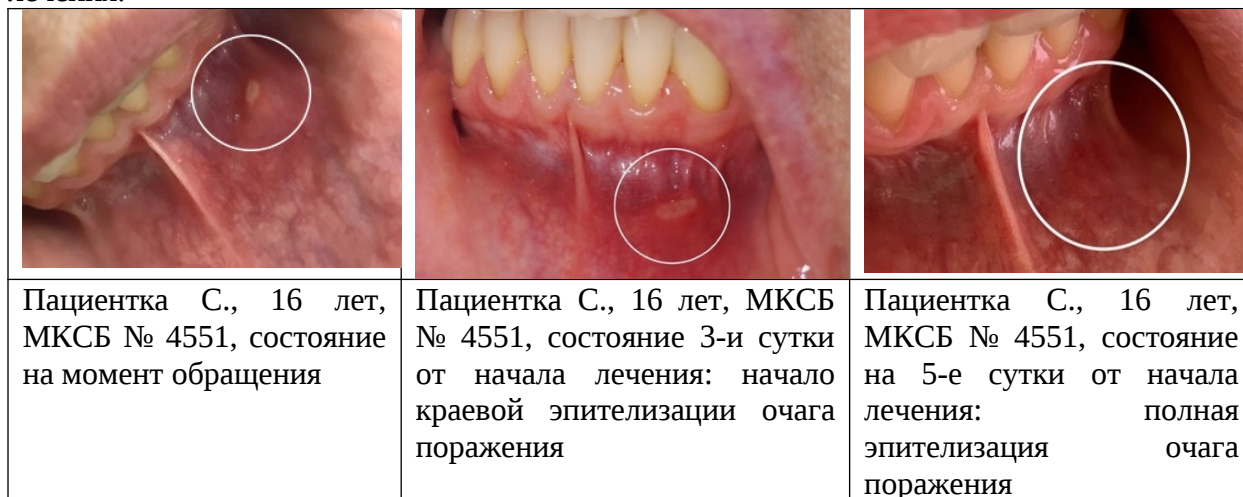 лечения.
Пациентка С., 16 лет,
МКСБ № 4551, состояние
на момент обращения
Пациентка С., 16 лет, МКСБ
№ 4551, состояние 3-и сутки
от начала лечения: начало
краевой эпителизации очага
поражения
Пациентка С., 16 лет,
МКСБ № 4551, состояние
на 5-е сутки от начала
лечения: полная
эпителизация очага
поражения